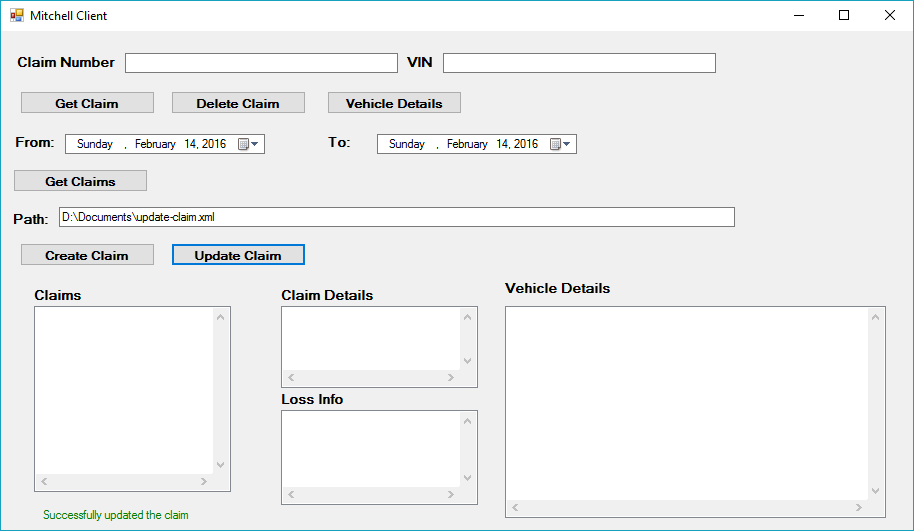 Mitchell Client
Claim Number VIN
Get Claim Delete Claim Vehicle Details
From: Sunday , February 14, 2016 To: Sunday , February 14, 2016
Get Claims
Path: D:\Documents\update-claim.xml
Create Claim Update Claim
Claims Claim Details Vehicle Details
Loss Info
Successfully updated the claim